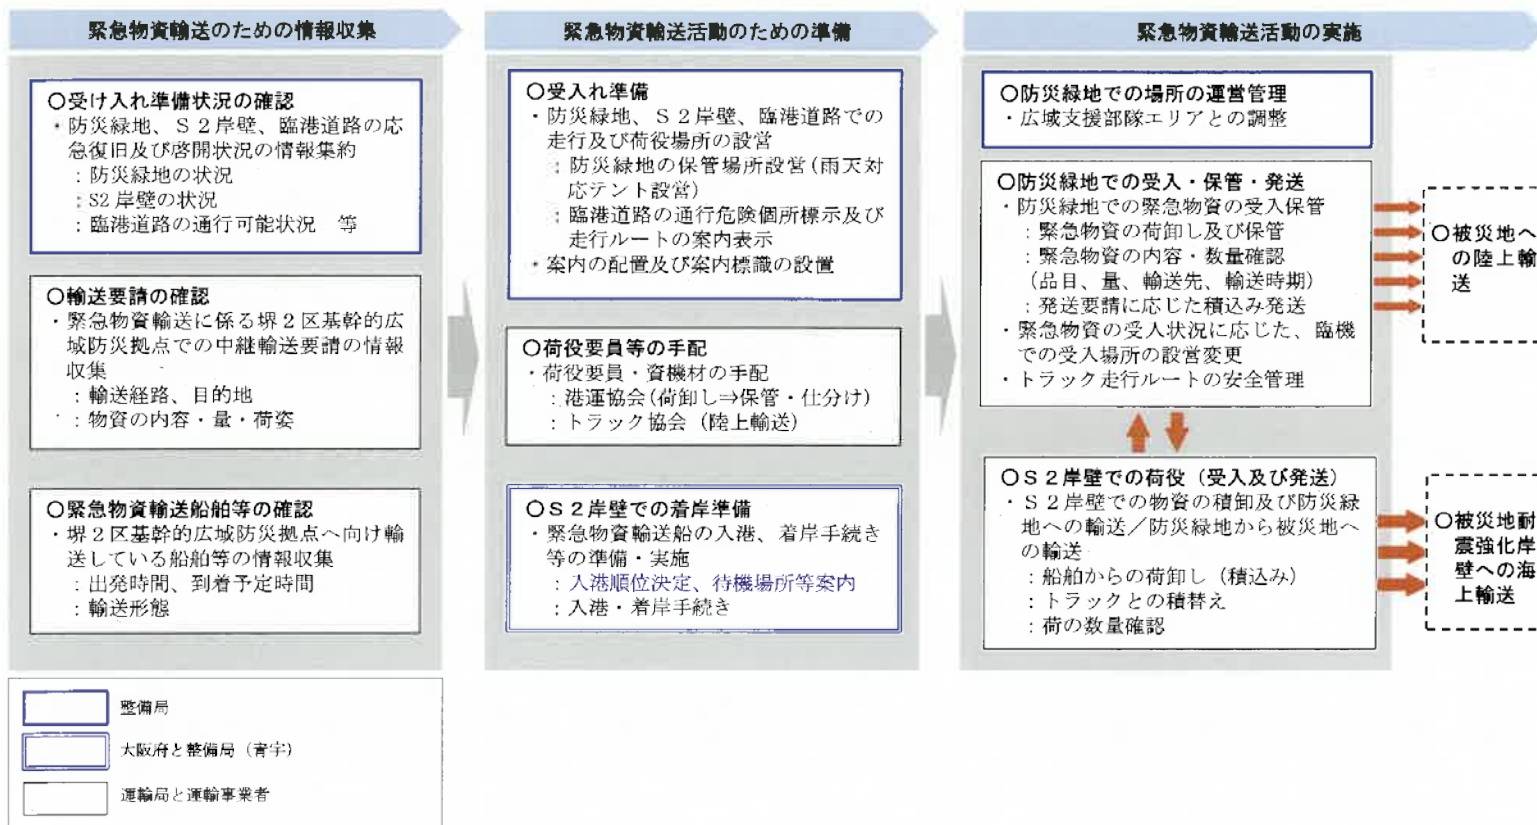 緊急物資輸送のための情報収集
○受け入れ準備状況の確認
・防災緑地、S2岸壁、臨港道路の応
急復旧及び啓開状況の情報集約
：防災緑地の状況
：S2岸壁の状況
：臨港道路の通行可能状況　等
○輸送要請の確認
・緊急物資輸送に係る堺2区基幹的広
域防災拠点での中継輸送要請の情報
収集
：輸送経路、目的地
：物資の内容・量・荷姿
○緊急物資輸送船舶等の確認
・堺2区基幹的広域防災拠点へ向け輸
送している船舶等の情報収集
：出発時間、到着予定時間
：輸送形態
緊急物資輸送活動のための準備
○受入れ準備
・防災緑地、S2岸壁、臨港道路での
走行及び荷役場所の設営
：防災緑地の保管場所設営(雨天対
応テント設営)
：臨港道路の通行危険個所標示及び
走行ルートの案内表示
・案内の配置及び案内標識の設置
○荷役要員等の手配
・荷役要員・資機材の手配
：港運協会(荷卸し⇒保管・仕分け)
：トラック協会（陸上輸送）
○S2岸壁での着岸準備
・緊急物資輸送船の入港、着岸手続き
等の準備・実施
：入港順位決定、待機場所等案内
：入港・着岸手続き
緊急物資輸送活動の実施
○防災緑地での場所の運営管理
・広域支援部隊エリアとの調整
○防災緑地での受入・保管・発送
・防災緑地での緊急物資の受入保管
：緊急物資の荷卸し及び保管
：緊急物資の内容・数量確認
（品目、量、輸送先、輸送時期）
：発送要請に応じた積込み発送
・緊急物資の受入状況に応じた、臨機
での受入場所の設営変更
・トラック走行ルートの安全管理
○S2岸壁での荷役（受入及び発送）
・S2岸壁での物資の積卸及び防災緑
地への輸送／防災緑地から被災地へ
の輸送
：船舶からの荷卸し（積込み）
：トラックとの積替え
：荷の数量確認
○被災地へ
の陸上輸
送
○被災地耐
震強化岸
壁への海
上輸送
整備局
大阪府と整備局（青字）
運輸局と運輸事業者